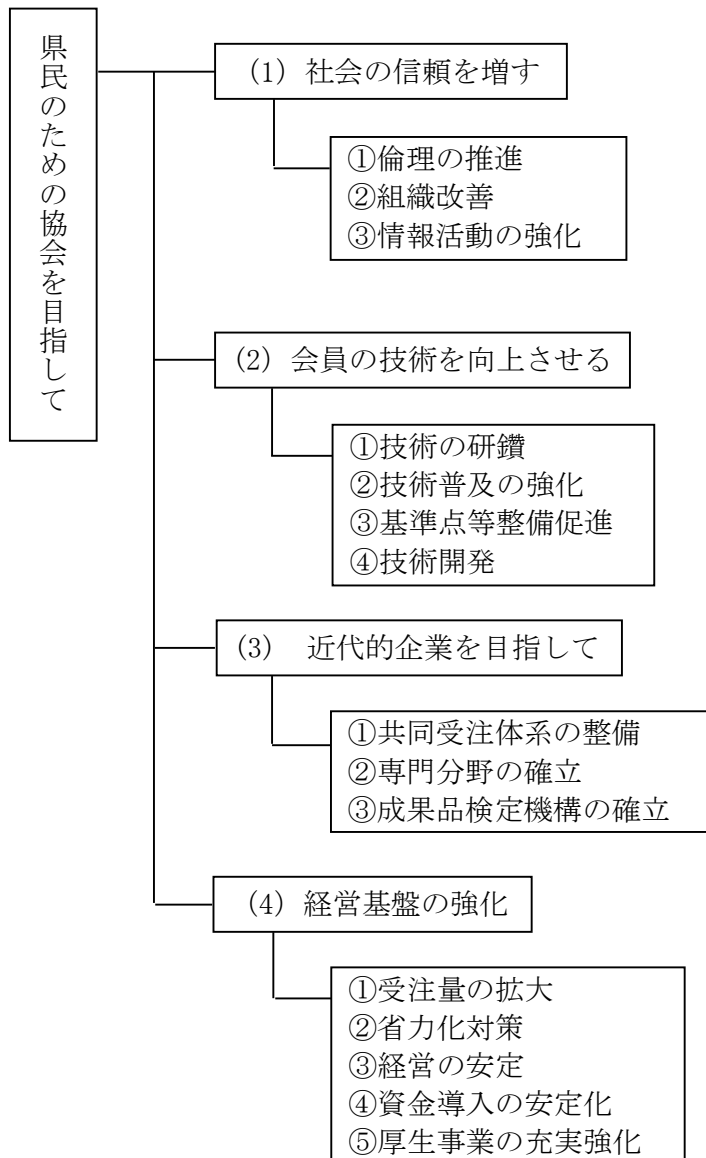 県民のための協会を目指して
(1) 社会の信頼を増す
①倫理の推進
②組織改善
③情報活動の強化
(2) 会員の技術を向上させる
①技術の研鑽
②技術普及の強化
③基準点等整備促進
④技術開発
(3)　近代的企業を目指して
①共同受注体系の整備
②専門分野の確立
③成果品検定機構の確立
(4) 経営基盤の強化
①受注量の拡大
②省力化対策
③経営の安定
④資金導入の安定化
⑤厚生事業の充実強化